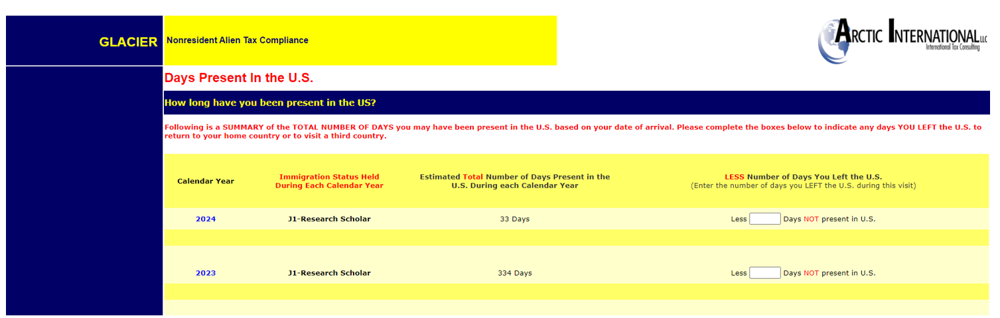 GLACIER Nonresident Alien Tax Compliance
ARCTIC INTERNATIONAL LLC
International Tax Consulting
Days Present In the U.S.
How long have you been present in the US?
Following is a SUMMARY of the TOTAL NUMBER OF DAYS you may have been present in the U.S. based on your date of arrival. Please complete the boxes below to indicate any days YOU LEFT the U.S. to
return to your home country or to visit a third country.
Calendar Year
Immigration Status Held
During Each Calendar Year
Estimated Total Number of Days Present in the
U.S. During each Calendar Year
LESS Number of Days You Left the U.S.
(Enter the number of days you LEFT the U.S. during this visit)
2024 J1-Research Scholar 33 Days Less Days NOT present in U.S.
2023 J1-Research Scholar 334 Days Less Days NOT present in U.S.